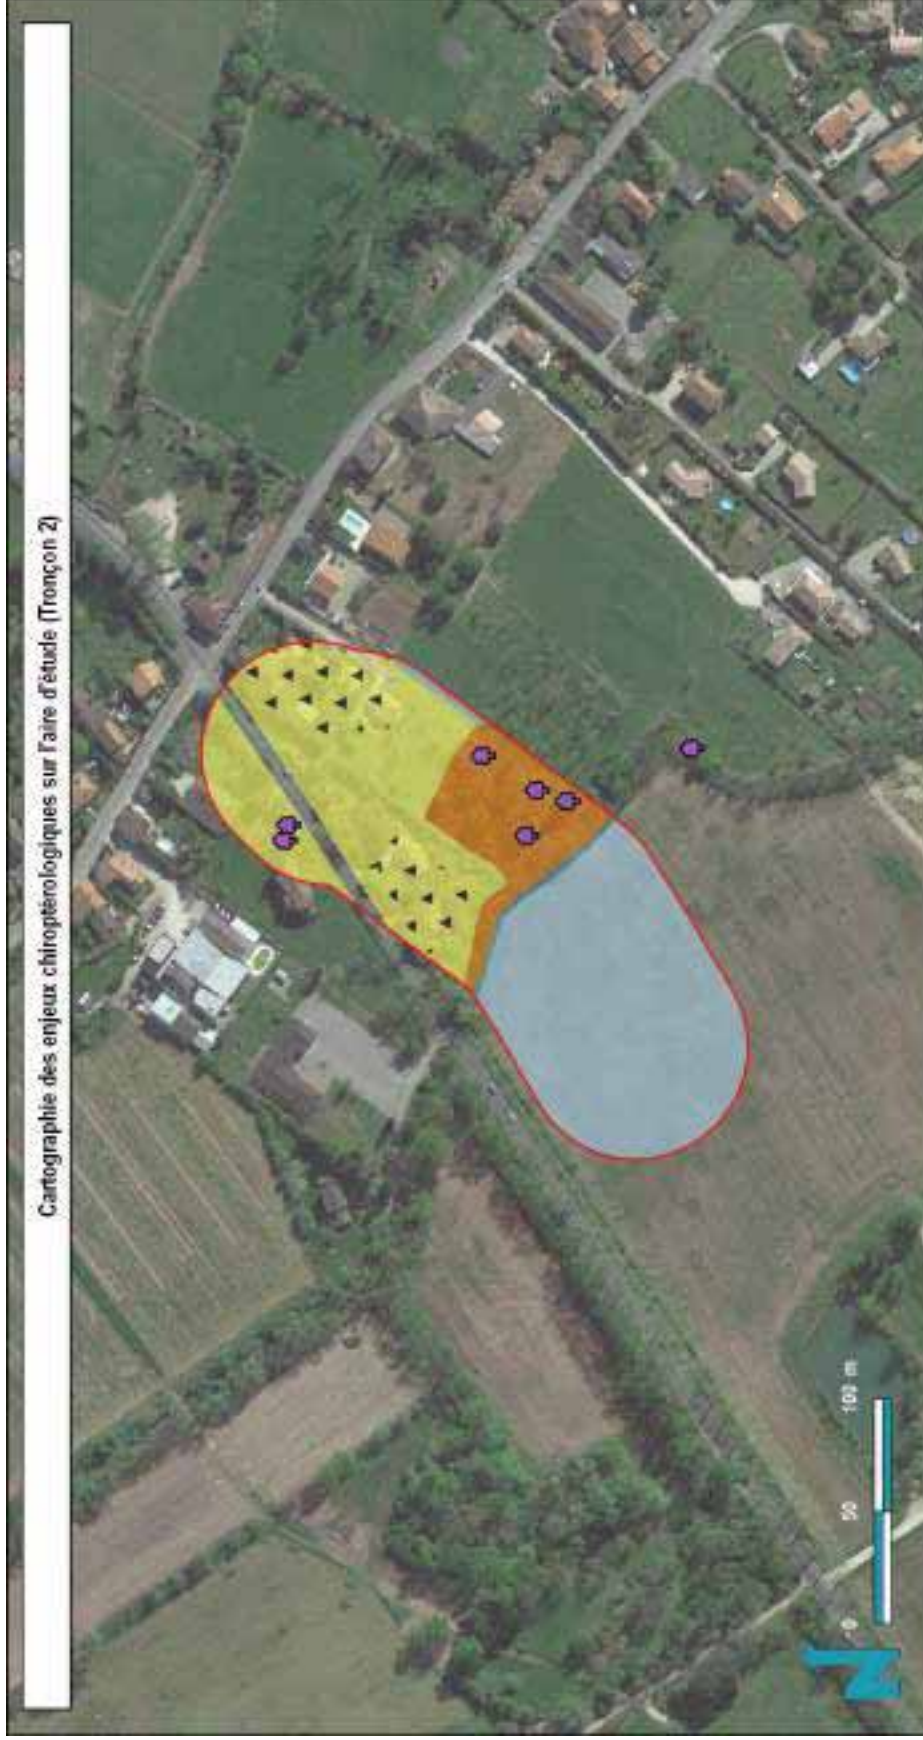 Cartographie des enjeux chiroptérologiques sur l'aire d'étude (Tronçon 2)
N
0 50 100 m